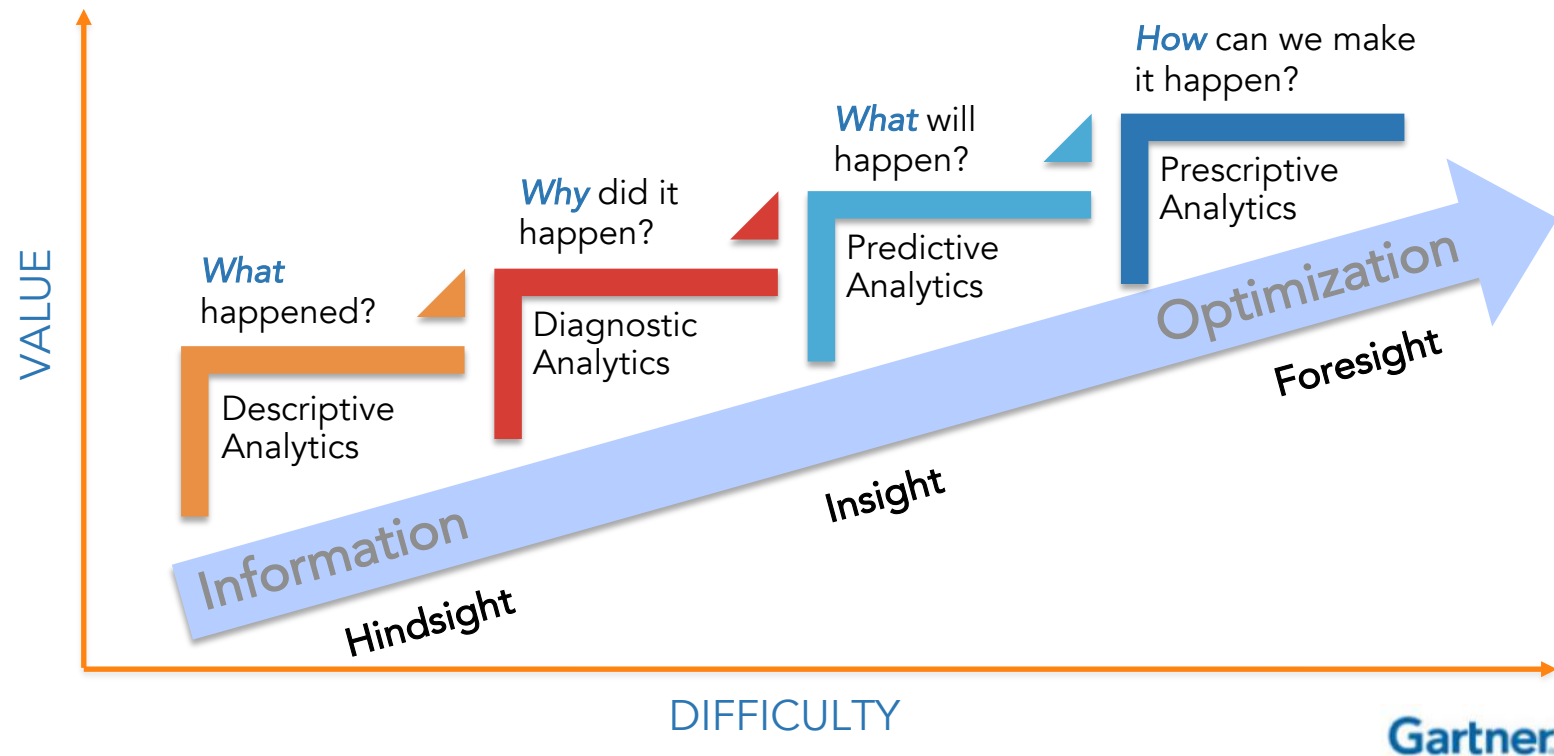 How can we make
it happen?
What will
happen?
Prescriptive
Analytics
Why did it
happen?
Predictive
Analytics
What
happened?
Diagnostic
Analytics
Descriptive
Analytics
VALUE
Optimization
Foresight
Insight
Information
Hindsight
DIFFICULTY
Gartner